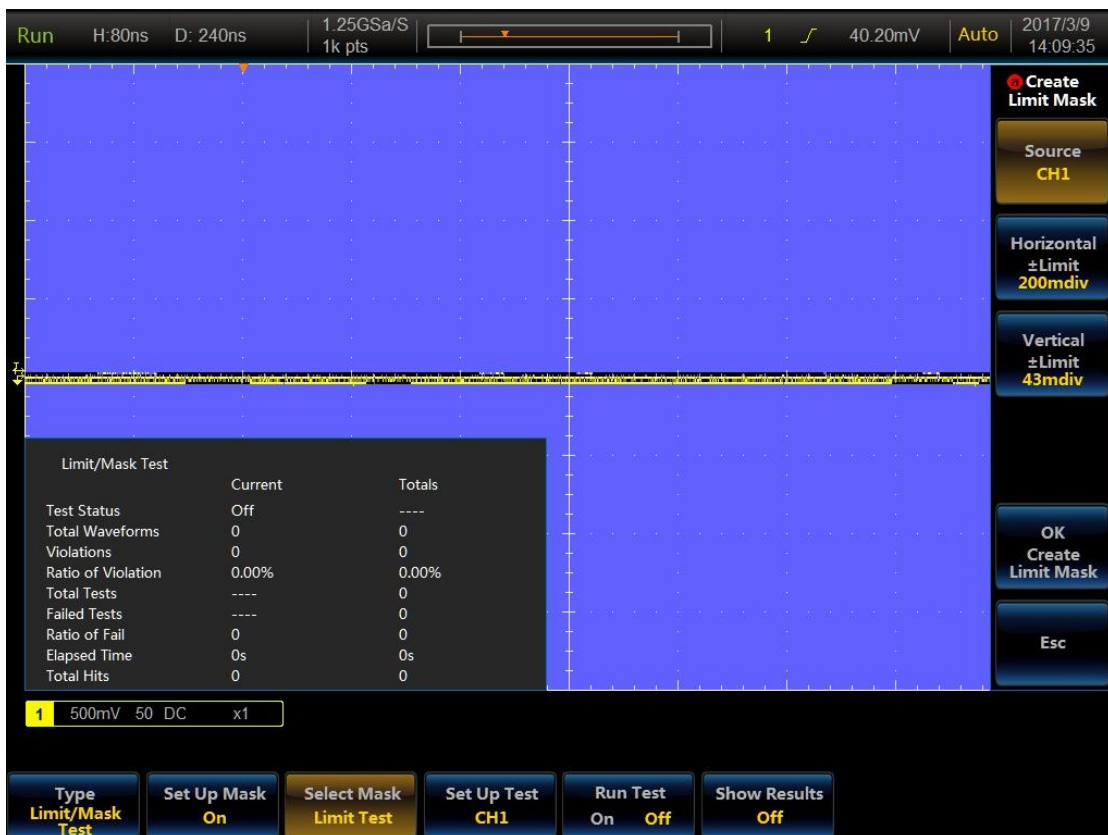 Run H:80ns D: 240ns 1.25GSa/S 1k pts 1 40.20mV Auto 2017/3/9 14:09:35
a Create
Limit Mask
Source
CH1
Horizontal
±Limit
200mdiv
Vertical
±Limit
43mdiv
OK
Create
Limit Mask
Esc
Limit/Mask Test
Current Totals
Test Status Off ----
Total Waveforms 0 0
Violations 0 0
Ratio of Violation 0.00% 0.00%
Total Tests ---- 0
Failed Tests ---- 0
Ratio of Fail 0 0
Elapsed Time 0s 0s
Total Hits 0 0
1 500mV 50 DC x1
Type
Limit/Mask
Test
Set Up Mask
On
Select Mask
Limit Test
Set Up Test
CH1
Run Test
On Off
Show Results
Off